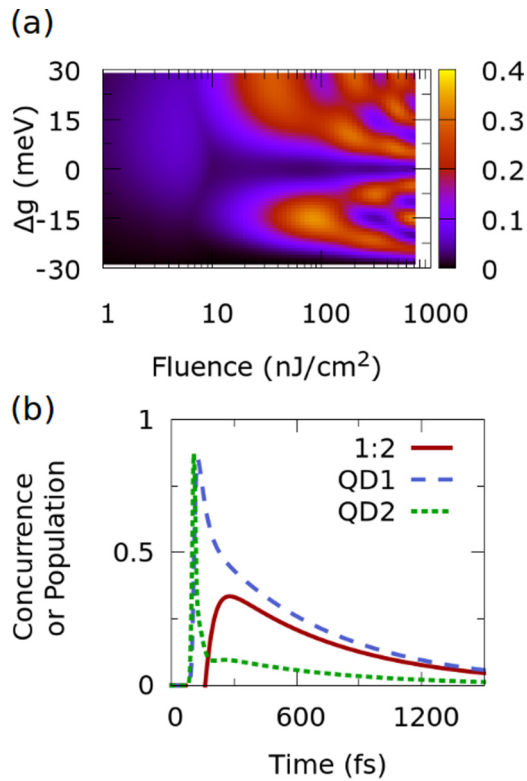 (a)
30
15
0
-15
-30
Δg (meV)
0.4
0.3
0.2
0.1
0
1 10 100 1000
Fluence (nJ/cm²)
(b)
1
0.5
0
Concurrence
or Population
1:2
QD1
QD2
0 600 1200
Time (fs)